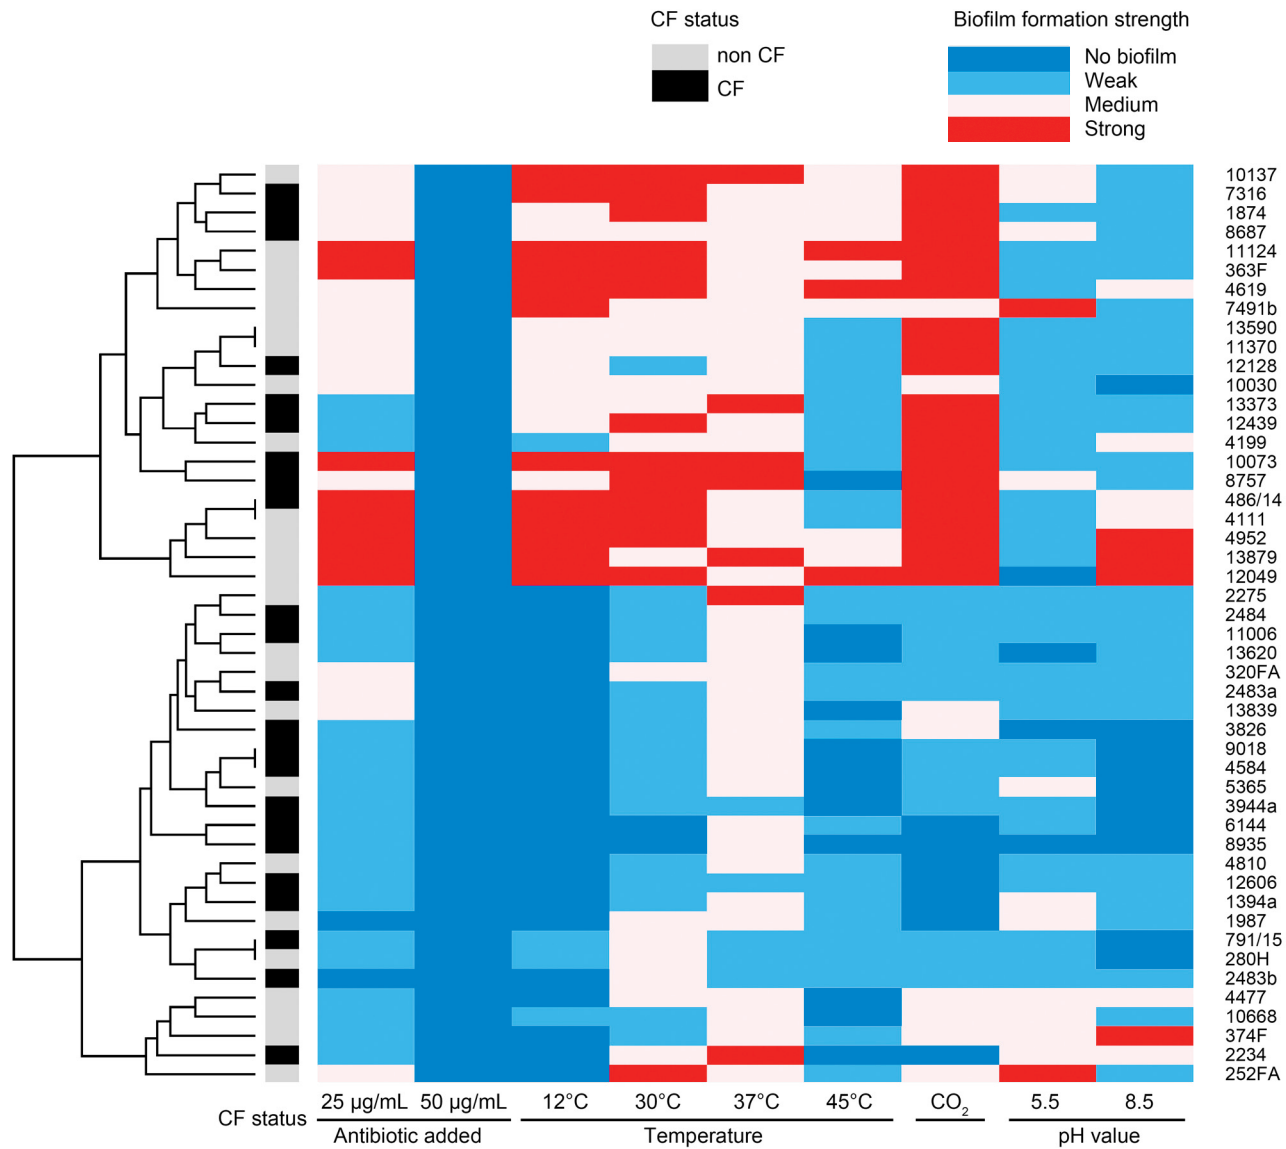 CF status
non CF
CF
Biofilm formation strength
No biofilm
Weak
Medium
Strong
10137
7316
1874
8687
11124
363F
4619
7491b
13590
11370
12128
10030
13373
12439
4199
10073
8757
486/14
4111
4952
13879
12049
2275
2484
11006
13620
320FA
2483a
13839
3826
9018
4584
5365
3944a
6144
8935
4810
12606
1394a
1987
791/15
280H
2483b
4477
10668
374F
2234
252FA
CF status
25 µg/mL 50 µg/mL 12°C 30°C 37°C 45°C CO2 5.5 8.5
Antibiotic added Temperature pH value